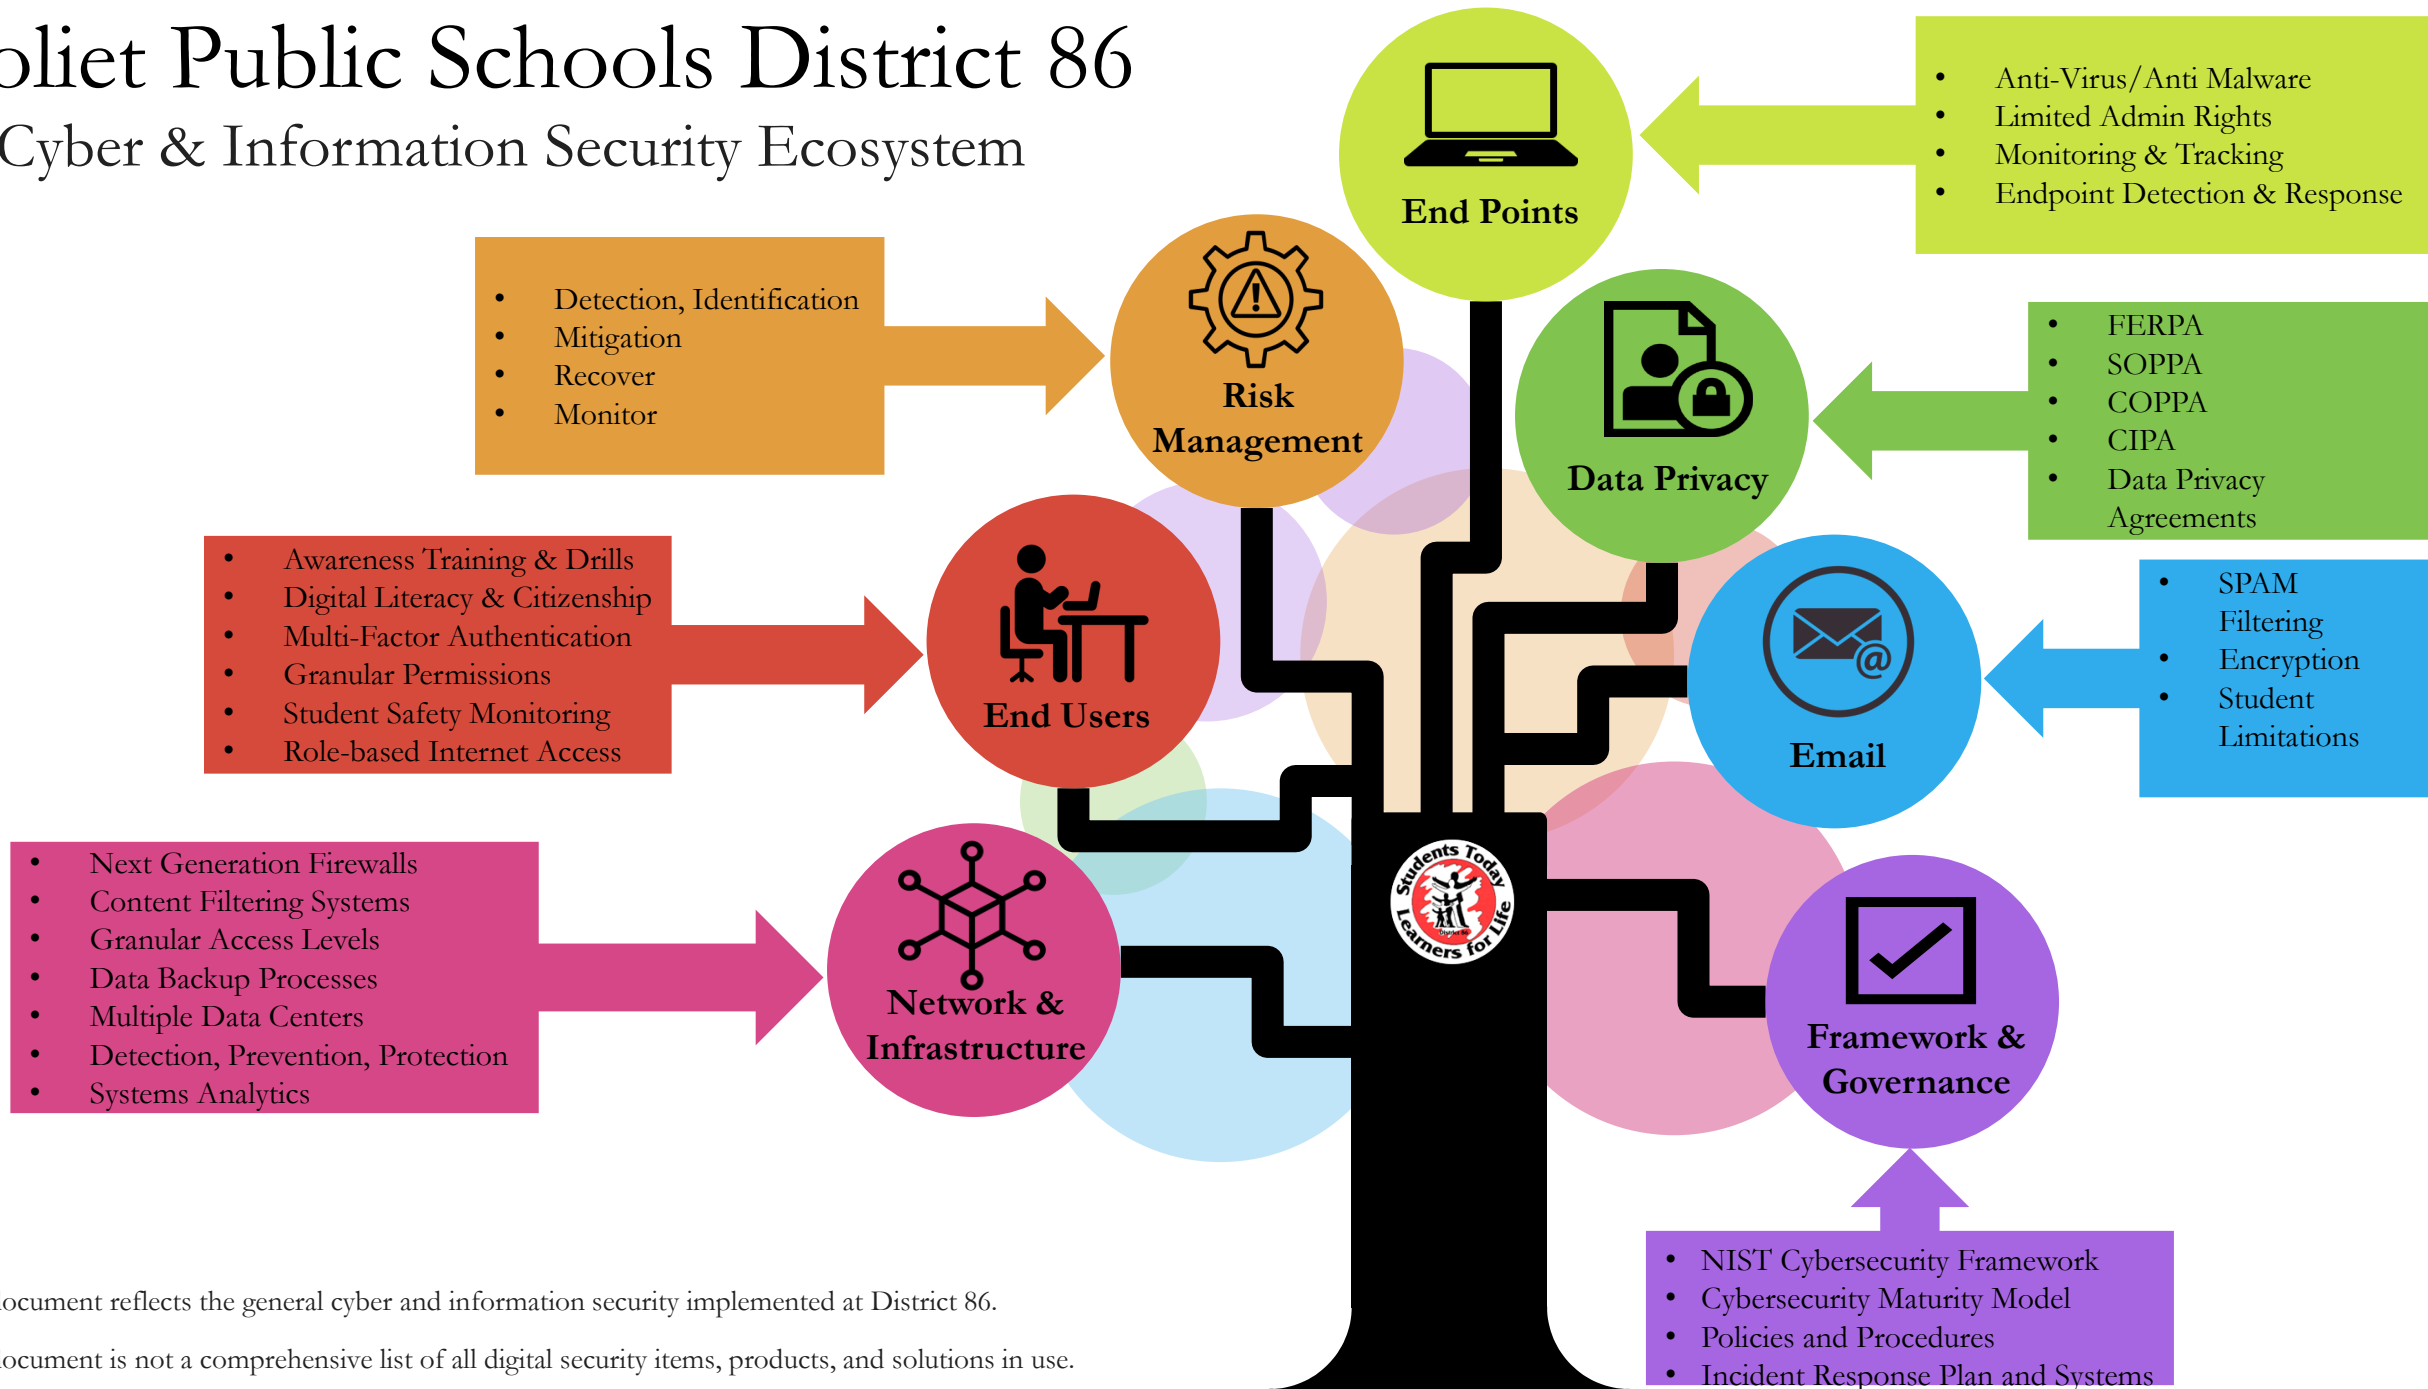 oliet Public Schools District 86
Cyber & Information Security Ecosystem
End Points
Anti-Virus/Anti Malware
Limited Admin Rights
Monitoring & Tracking
Endpoint Detection & Response
Detection, Identification
Mitigation
Recover
Monitor
Risk
Management
Data Privacy
FERPA
SOPPA
COPPA
CIPA
Data Privacy
Agreements
Awareness Training & Drills
Digital Literacy & Citizenship
Multi-Factor Authentication
Granular Permissions
Student Safety Monitoring
Role-based Internet Access
End Users
Email
SPAM
Filtering
Encryption
Student
Limitations
Next Generation Firewalls
Content Filtering Systems
Granular Access Levels
Data Backup Processes
Multiple Data Centers
Detection, Prevention, Protection
Systems Analytics
Network &
Infrastructure
Students Today
Learners for Life
District 86
Framework &
Governance
NIST Cybersecurity Framework
Cybersecurity Maturity Model
Policies and Procedures
Incident Response Plan and Systems
document reflects the general cyber and information security implemented at District 86.
document is not a comprehensive list of all digital security items, products, and solutions in use.